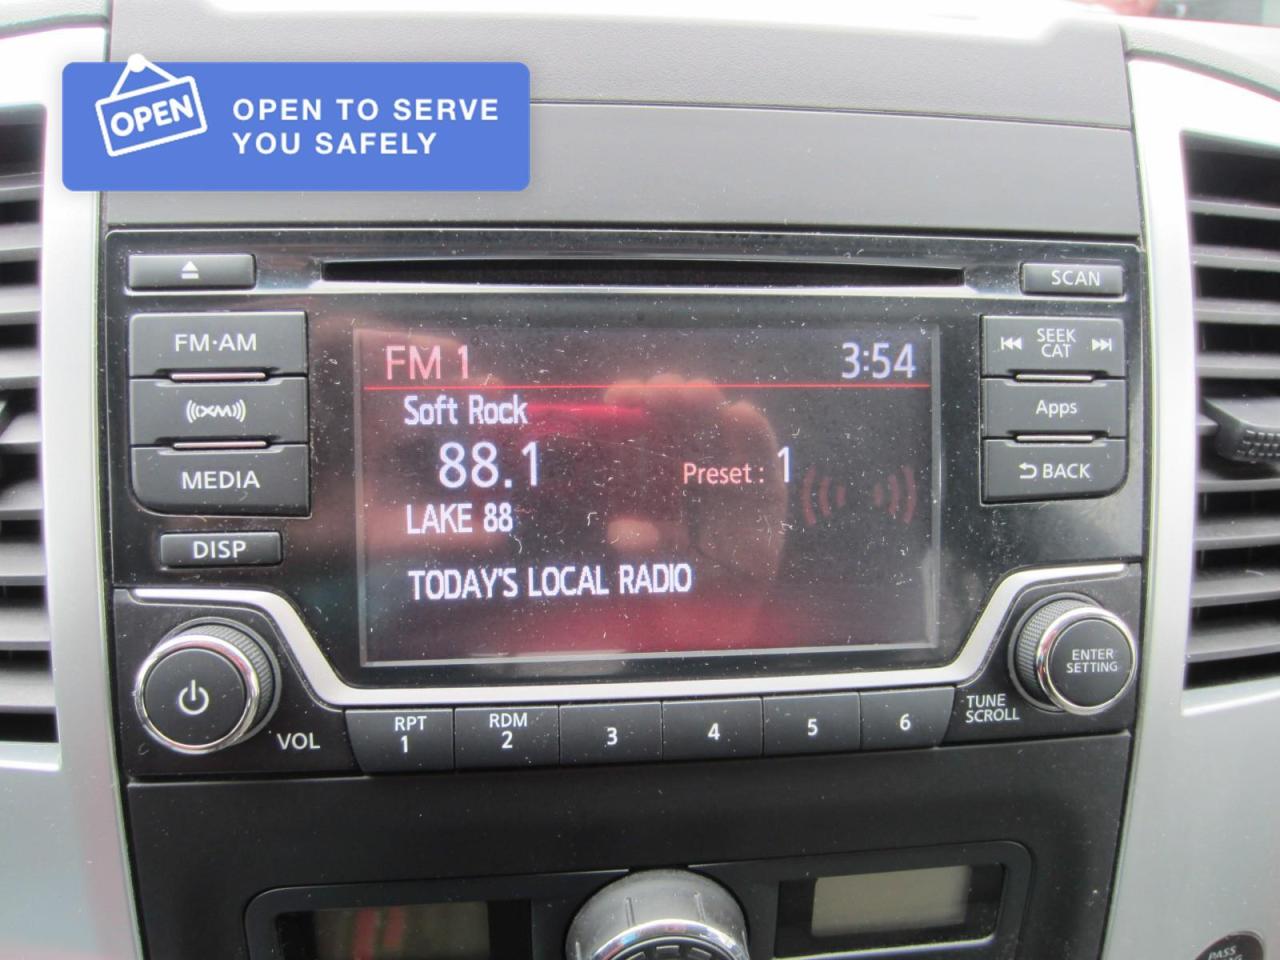 OPEN
OPEN TO SERVE
YOU SAFELY
SCAN
FM·AM
SEEK
CAT
FM 1
3:54
Soft Rock
XM
Apps
88.1
Preset : 1
MEDIA
BACK
LAKE 88
DISP
TODAY'S LOCAL RADIO
ENTER
SETTING
TUNE
SCROLL
VOL
RPT
1
RDM
2
3
4
5
6
PASS